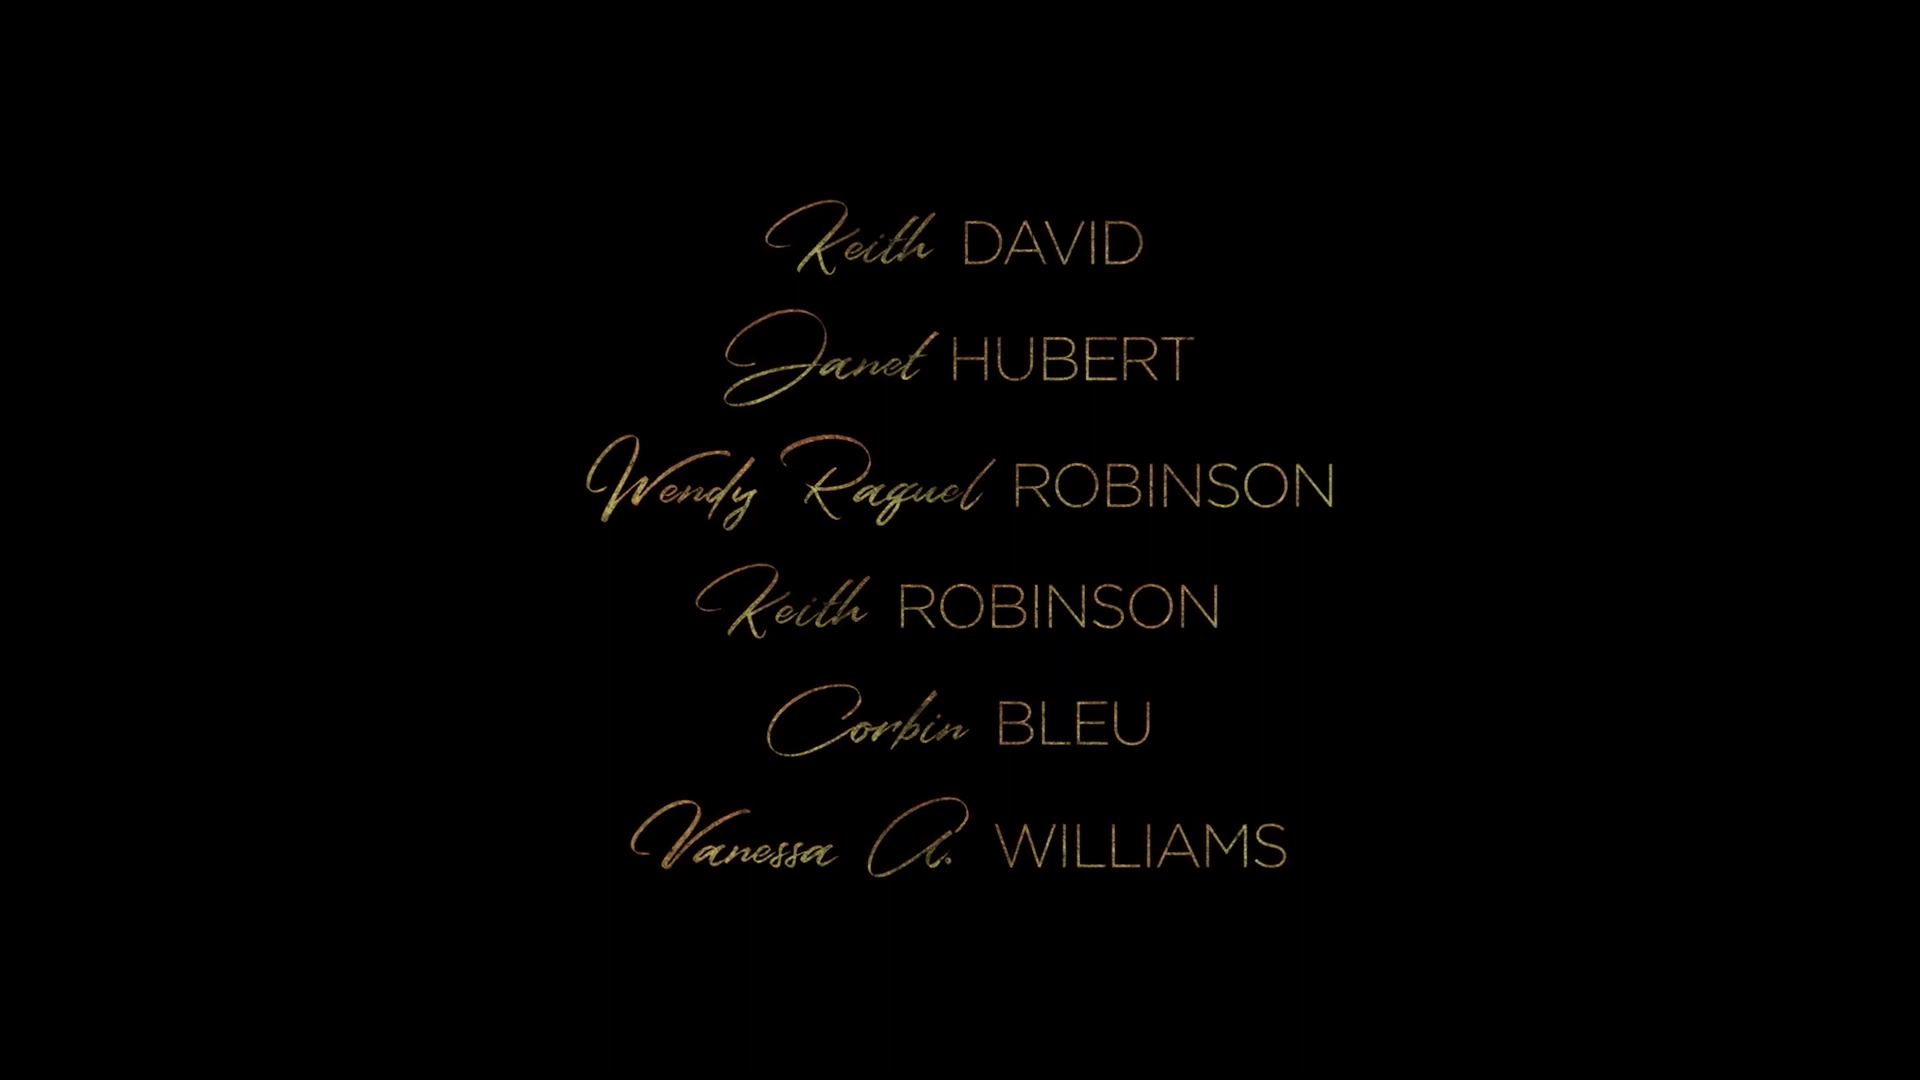 Keith DAVID
Janet HUBERT
Wendy Raquel ROBINSON
Keith ROBINSON
Corbin BLEU
Vanessa A. WILLIAMS